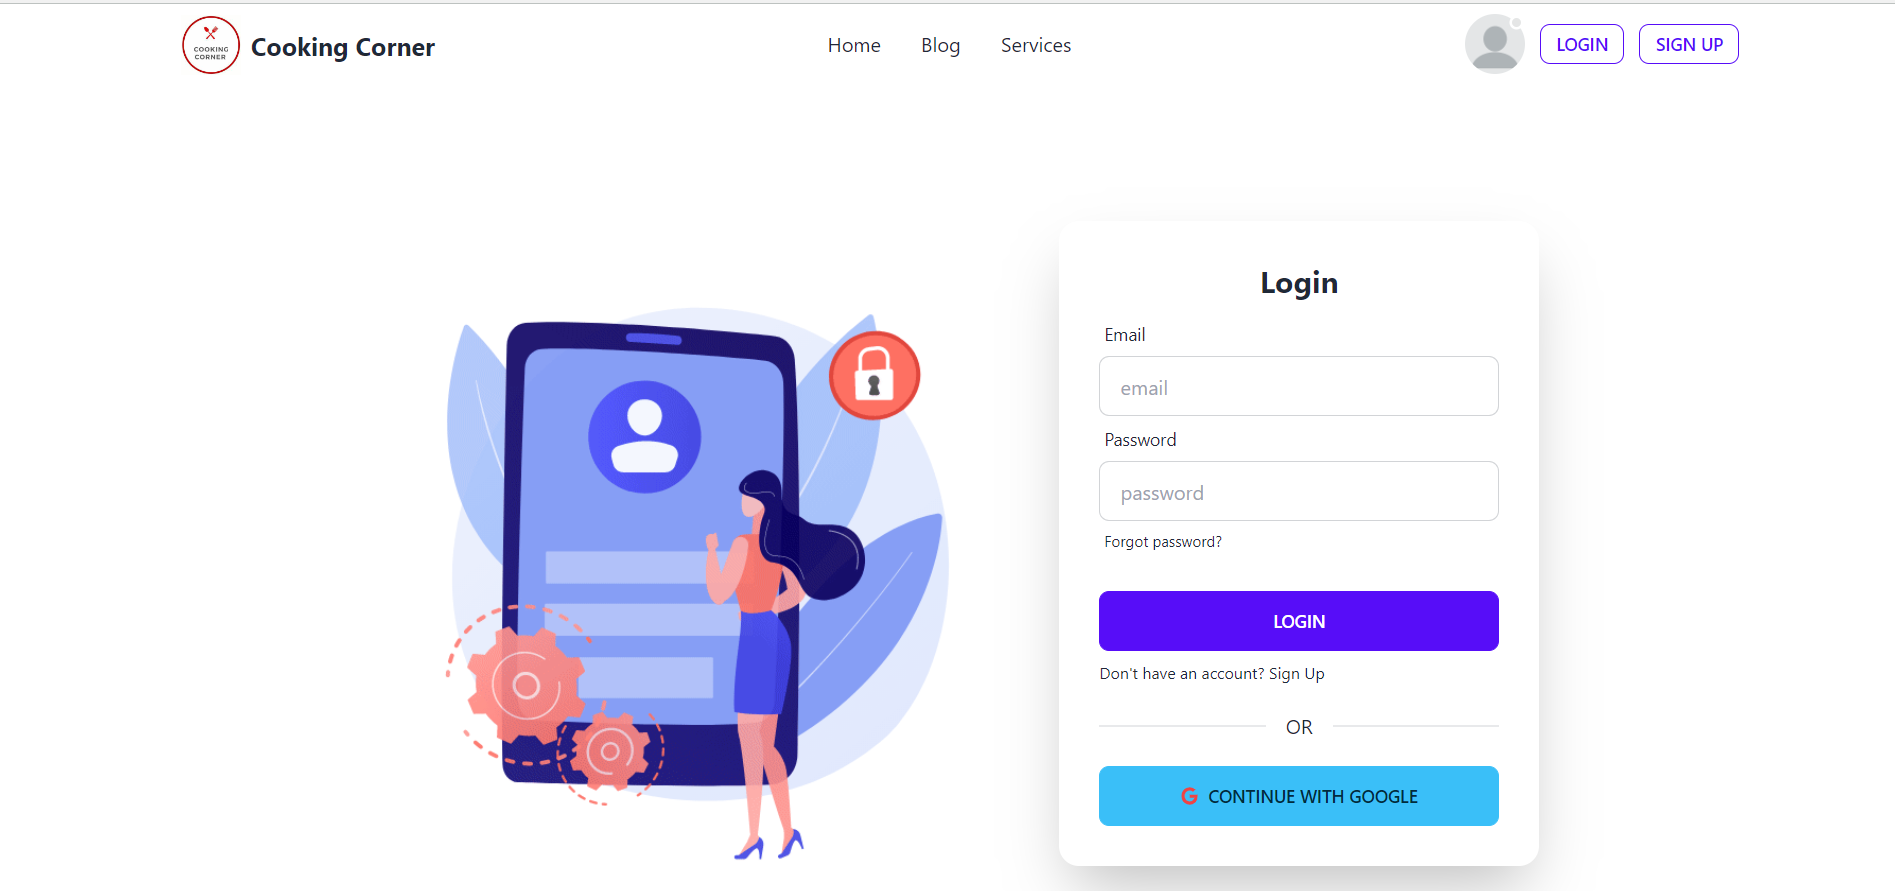 COOKING
CORNER
Cooking Corner
Home
Blog
Services
LOGIN
SIGN UP
Login
Email
email
Password
password
Forgot password?
LOGIN
Don't have an account? Sign Up
OR
G CONTINUE WITH GOOGLE